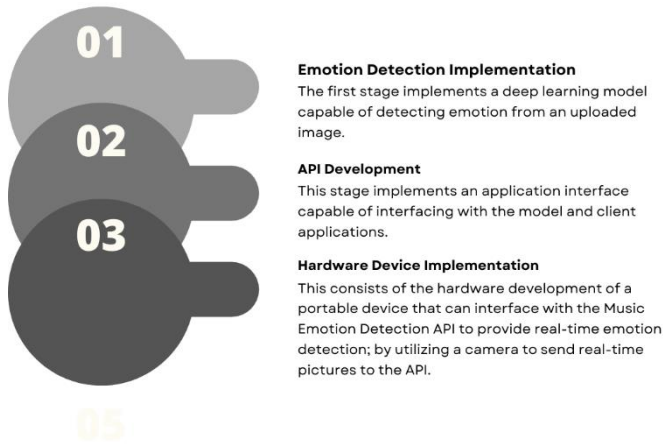 01
Emotion Detection Implementation
The first stage implements a deep learning model
capable of detecting emotion from an uploaded
image.
02
API Development
This stage implements an application interface
capable of interfacing with the model and client
applications.
03
Hardware Device Implementation
This consists of the hardware development of a
portable device that can interface with the Music
Emotion Detection API to provide real-time emotion
detection; by utilizing a camera to send real-time
pictures to the API.
05